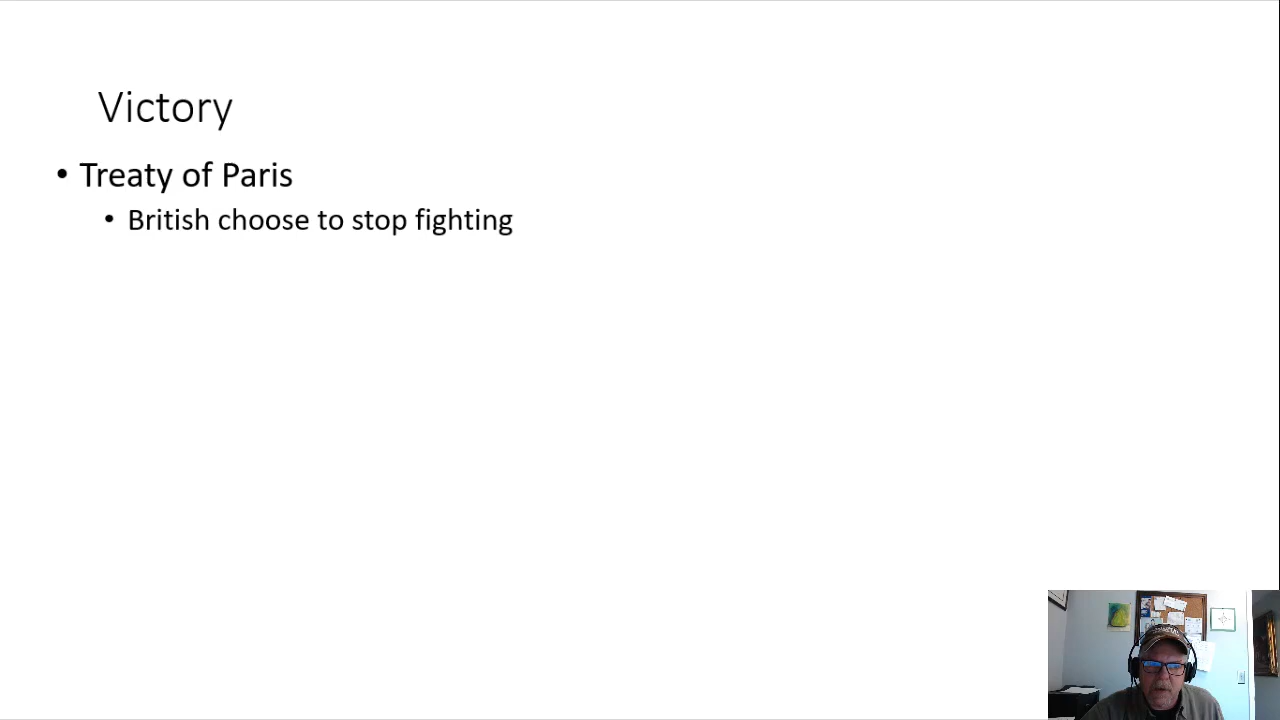 Victory
• Treaty of Paris
• British choose to stop fighting